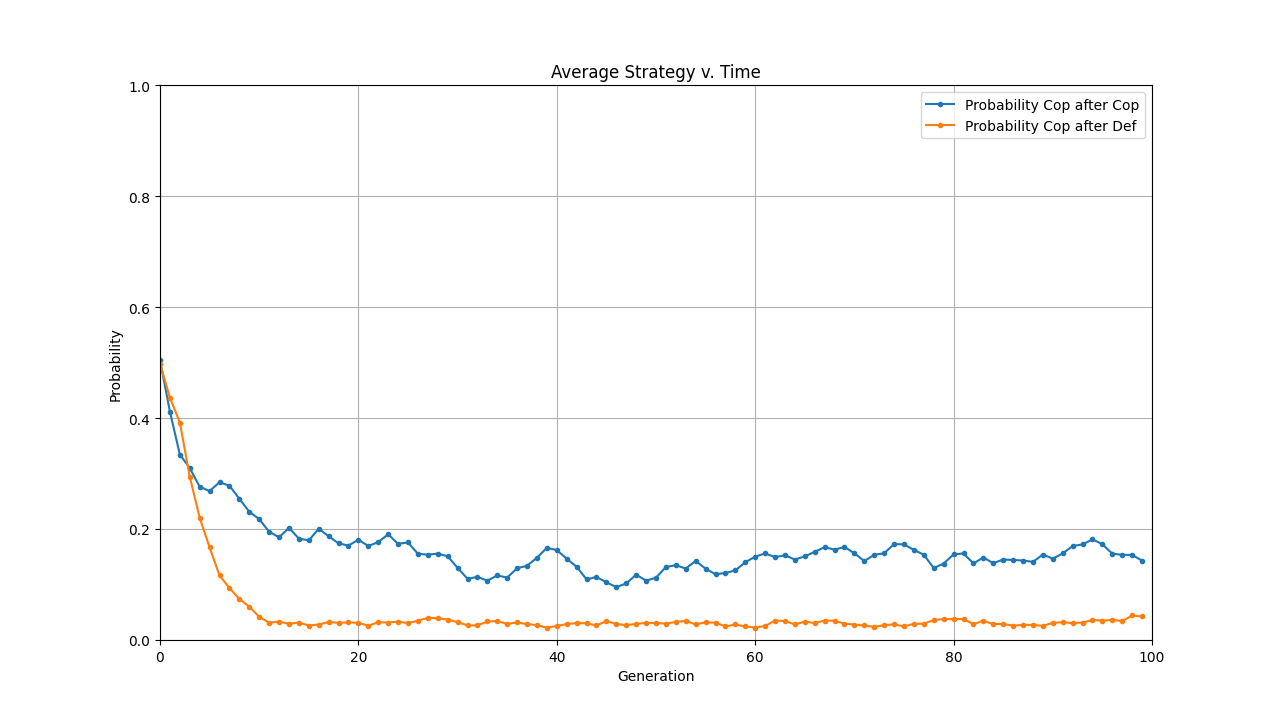 Average Strategy v. Time
Probability Cop after Cop
Probability Cop after Def
1.0
0.8
0.6
0.4
0.2
0.0
Probability
0
20
40
60
80
100
Generation